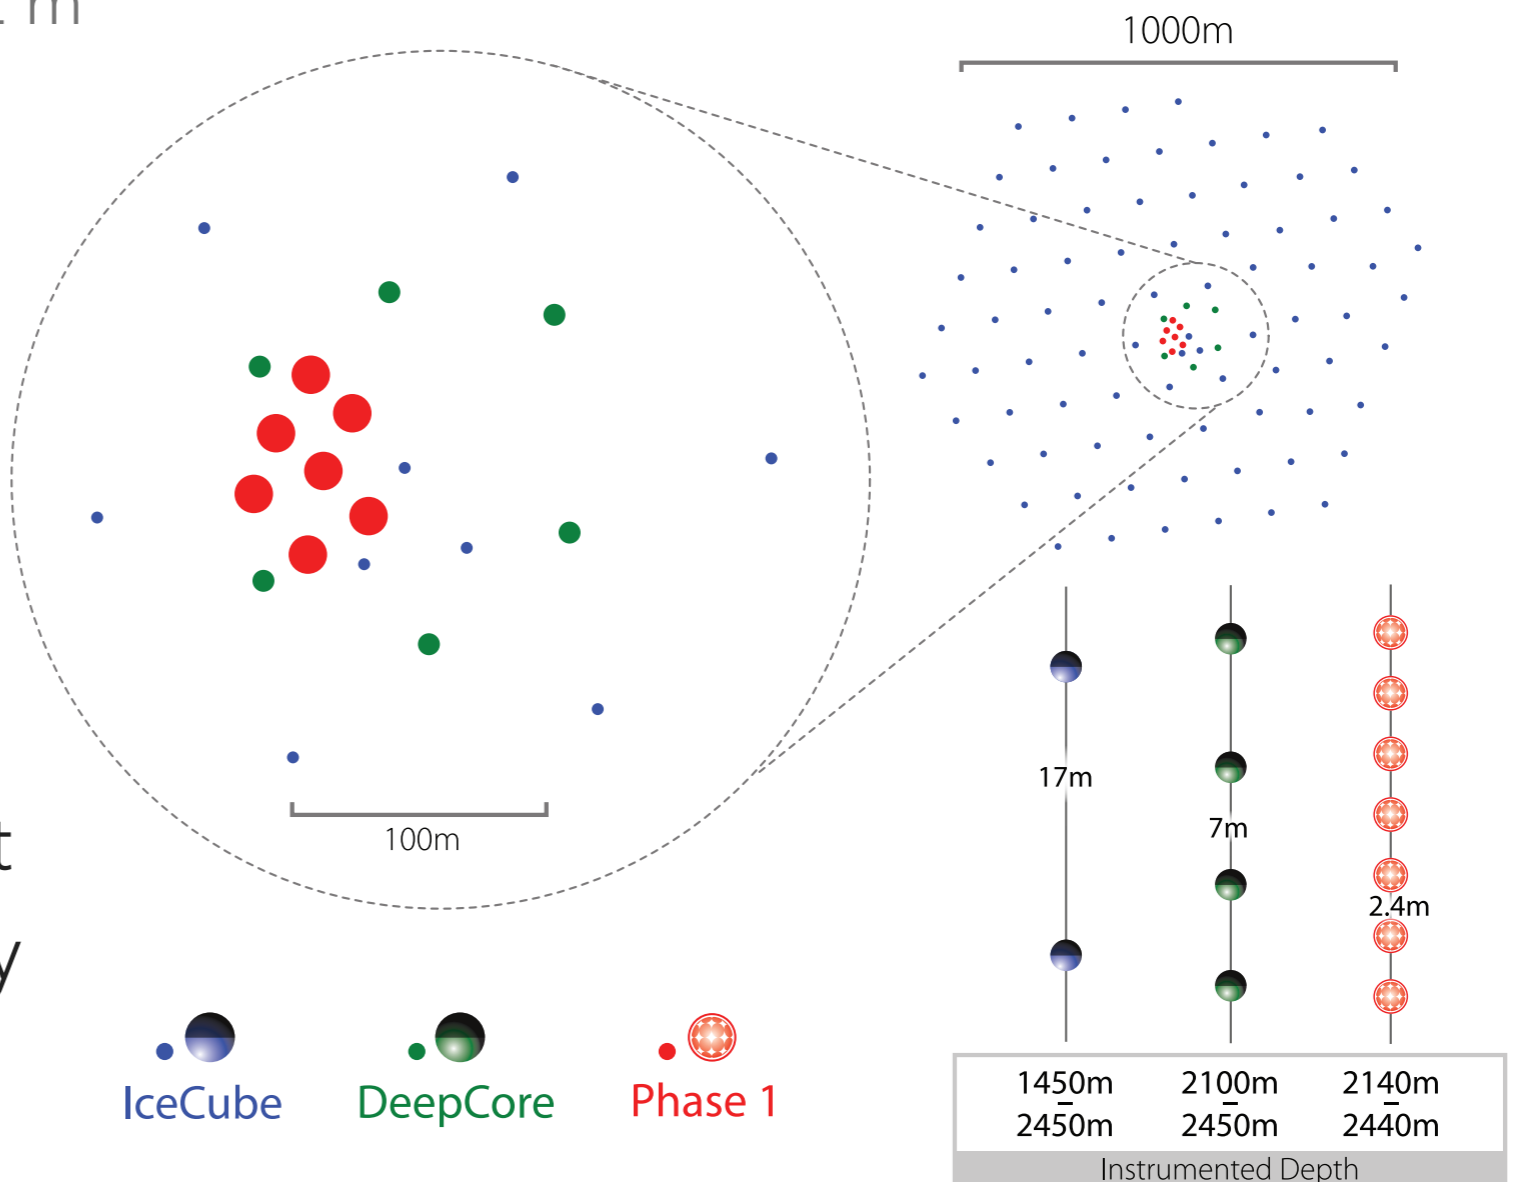 m
1000m
100m
t
y
17m
7m
2.4m
IceCube
DeepCore
Phase 1
1450m
–
2450m
2100m
–
2450m
2140m
–
2440m
Instrumented Depth